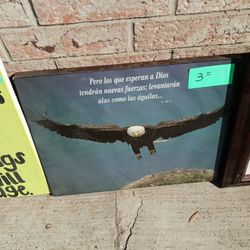 Pero los que esperan a Dios
tendrán nuevas fuerzas; levantarán
alas como las águilas...
3=